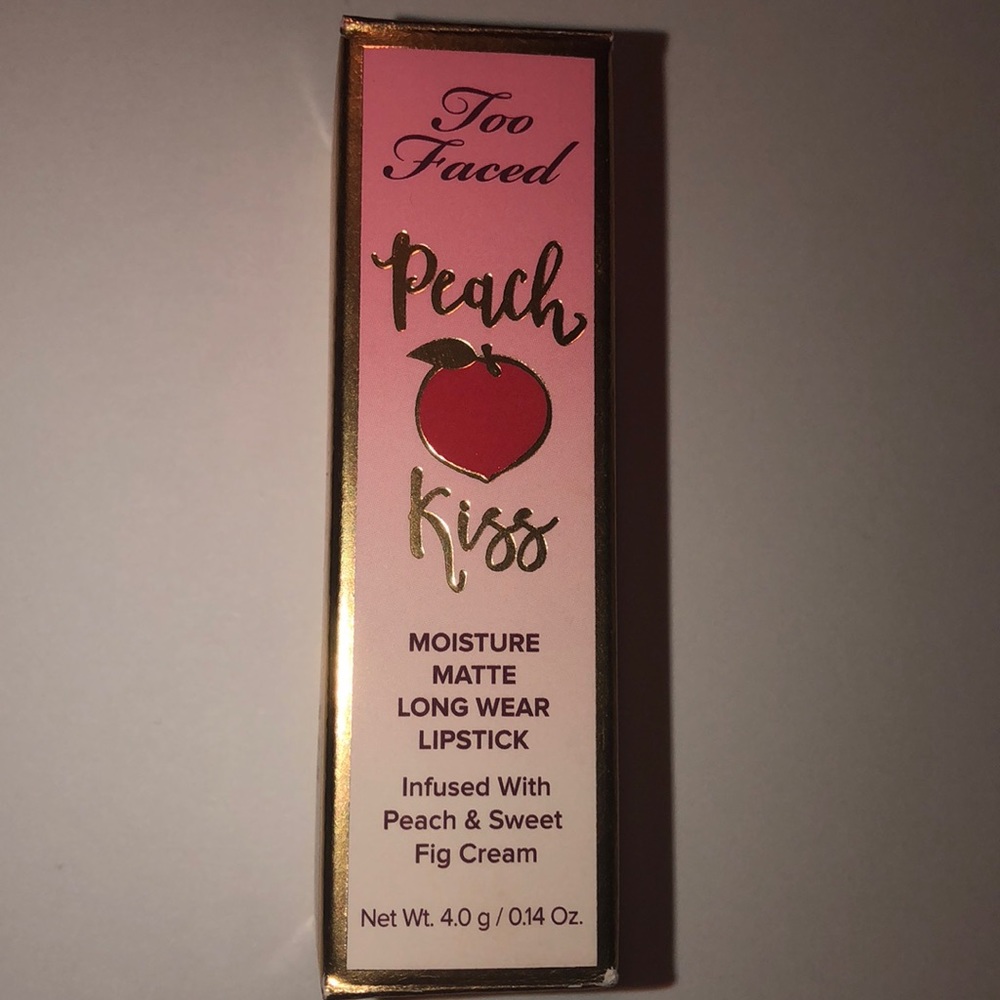 Too
Faced
Peach
Kiss
MOISTURE
MATTE
LONG WEAR
LIPSTICK
Infused With
Peach & Sweet
Fig Cream
Net Wt. 4.0 g / 0.14 Oz.